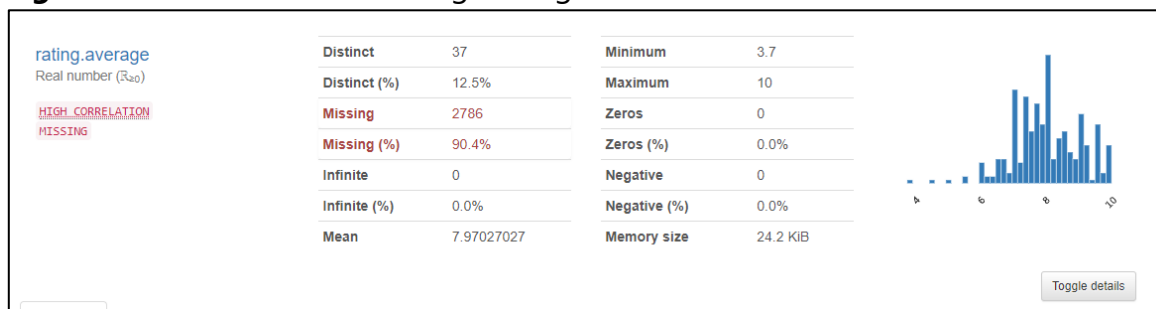 rating.average
Real number (ℝ≥0)
HIGH CORRELATION
MISSING
Distinct 37
Distinct (%) 12.5%
Missing 2786
Missing (%) 90.4%
Infinite 0
Infinite (%) 0.0%
Mean 7.97027027
Minimum 3.7
Maximum 10
Zeros 0
Zeros (%) 0.0%
Negative 0
Negative (%) 0.0%
Memory size 24.2 KiB
4 6 8 10
Toggle details